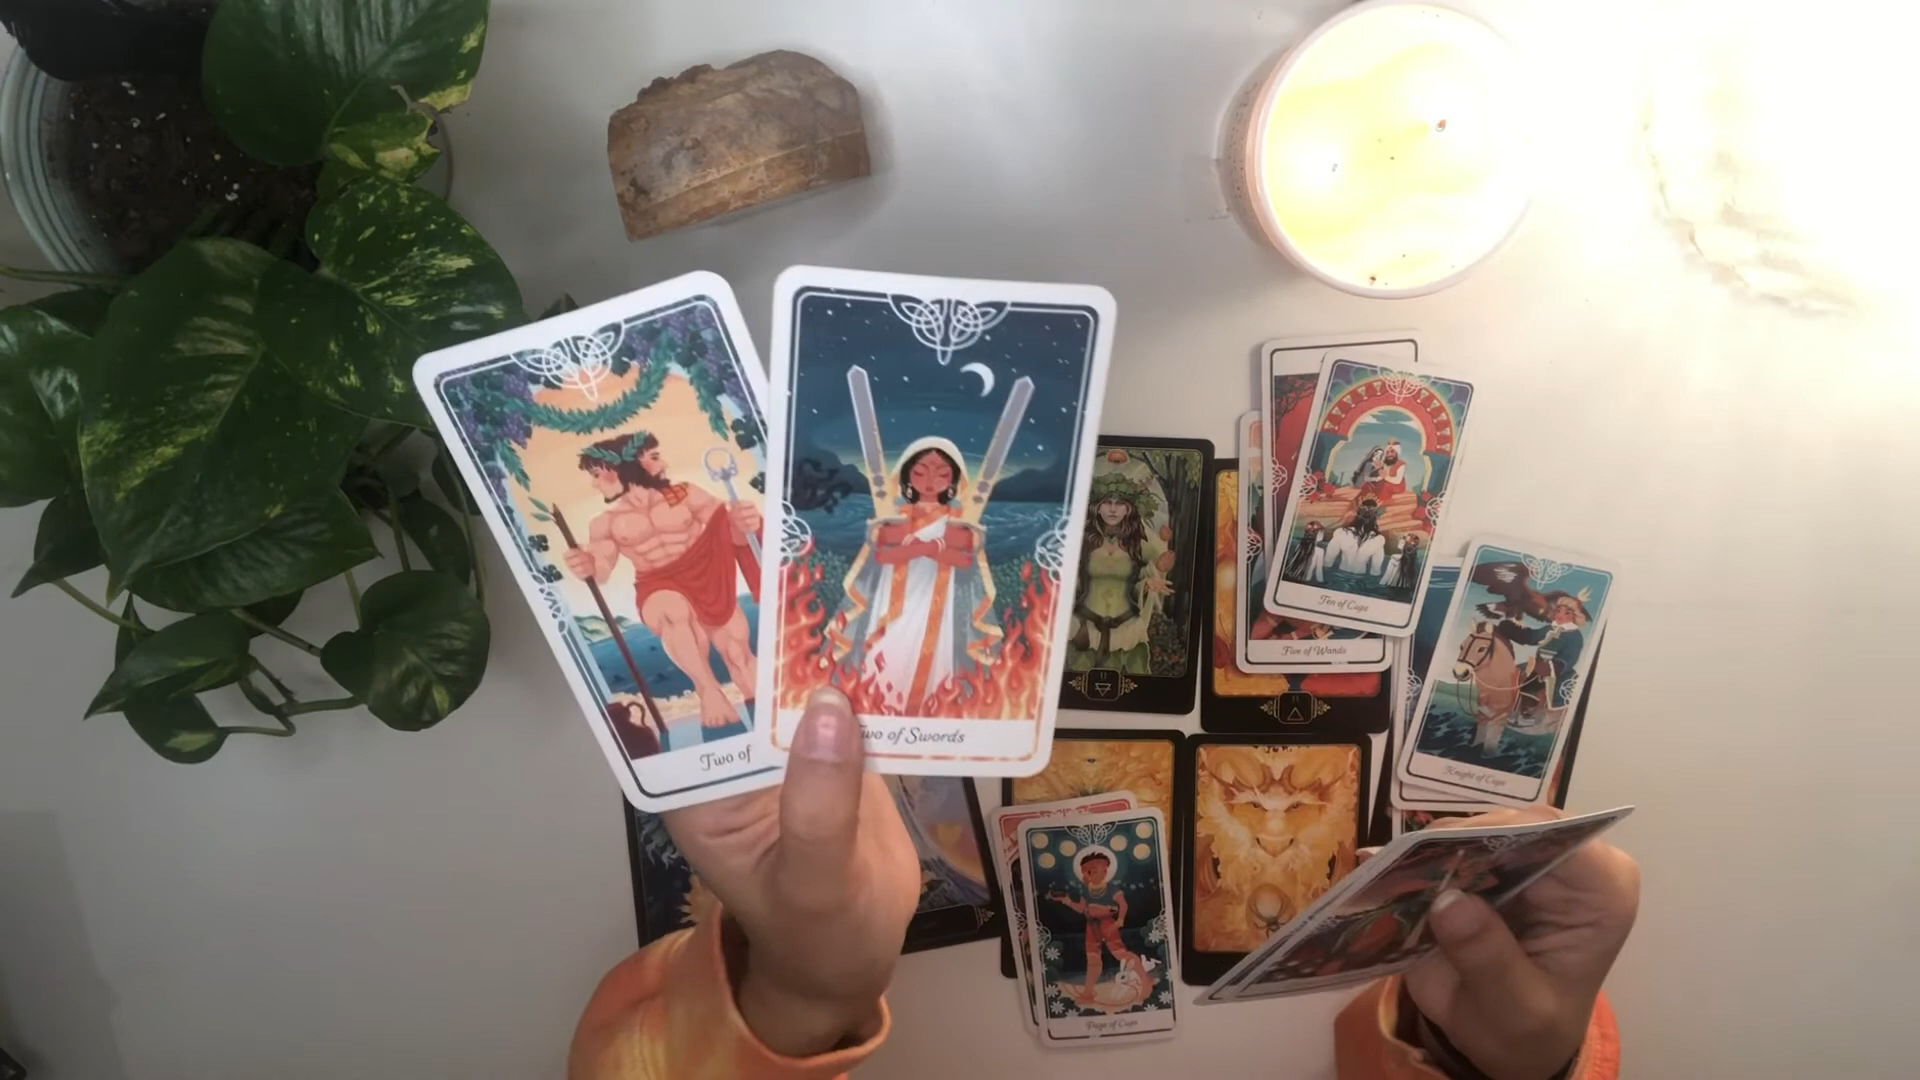 Two of
Two of Swords
Ten of Cups
Five of Wands
Knight of Cups
Page of Cups